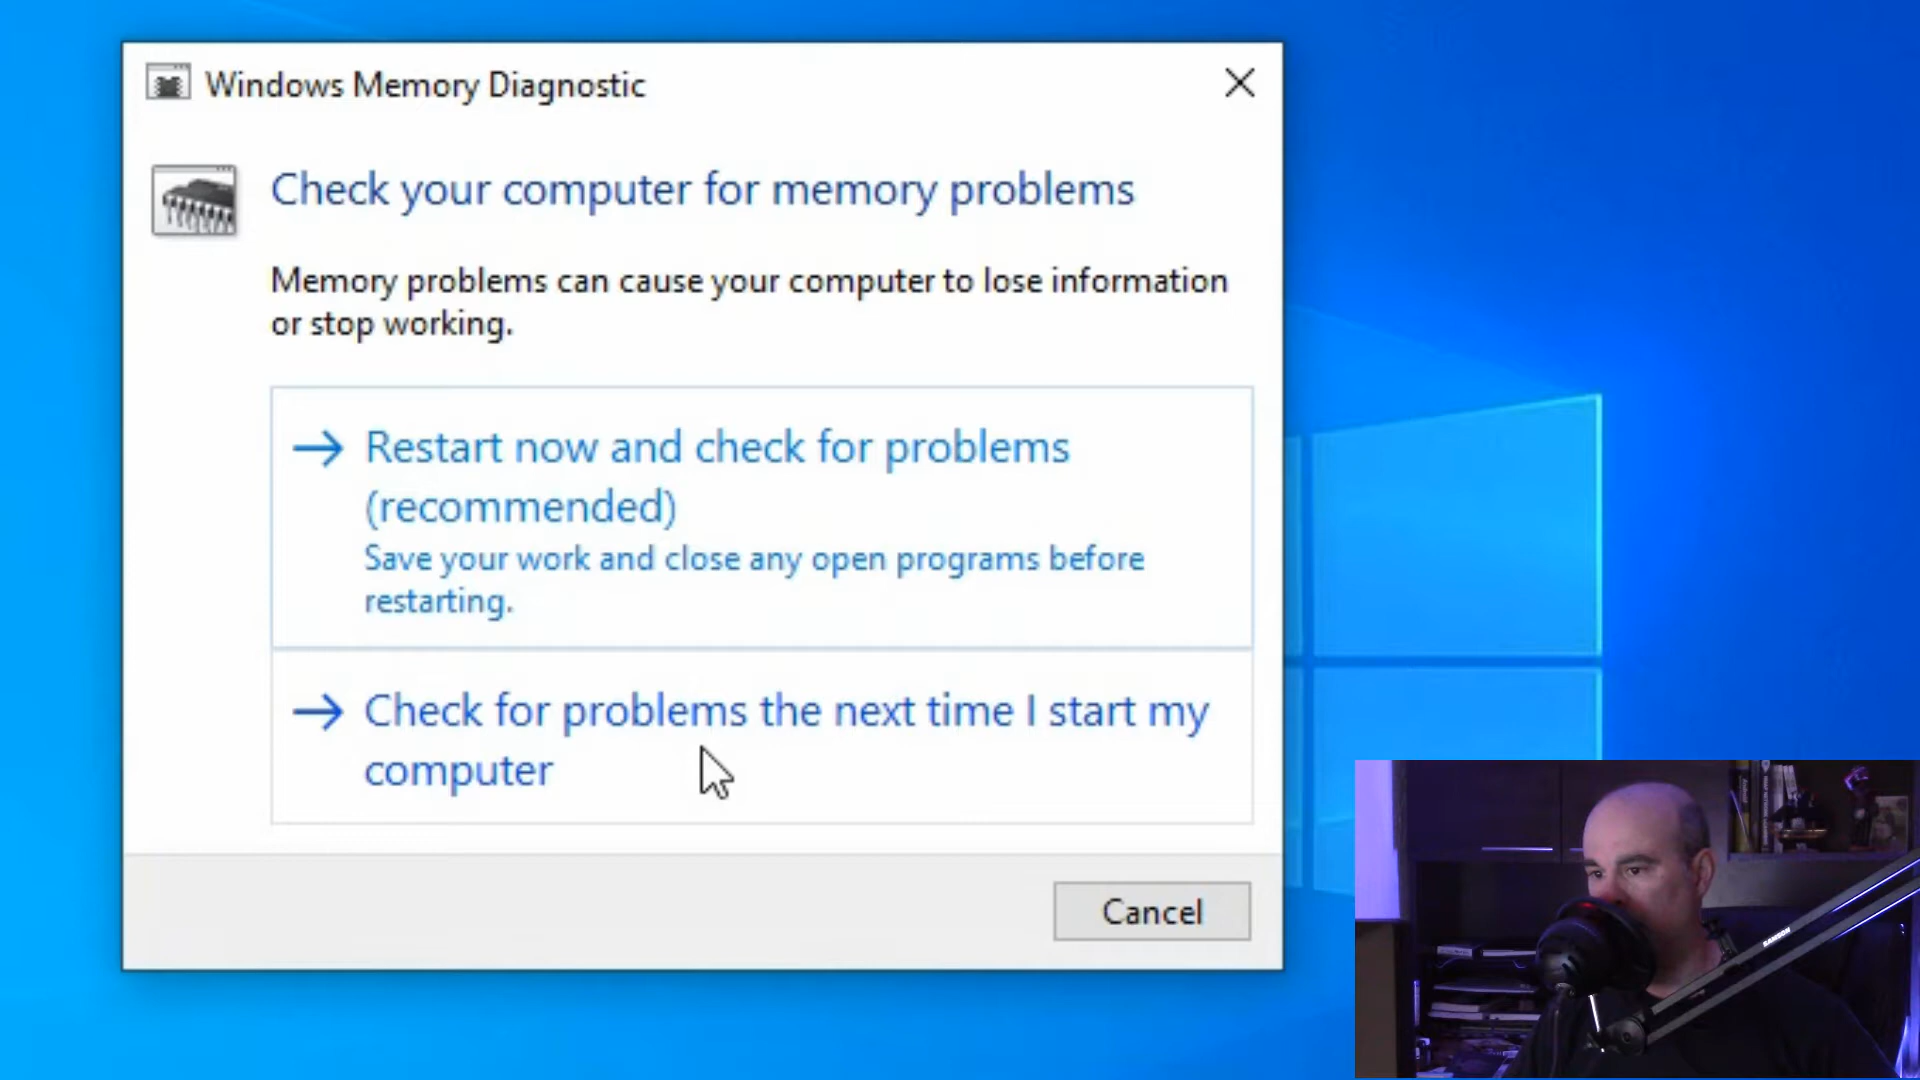 Windows Memory Diagnostic
Check your computer for memory problems
Memory problems can cause your computer to lose information
or stop working.
Restart now and check for problems
(recommended)
Save your work and close any open programs before
restarting.
Check for problems the next time I start my
computer
Cancel
SAMSON